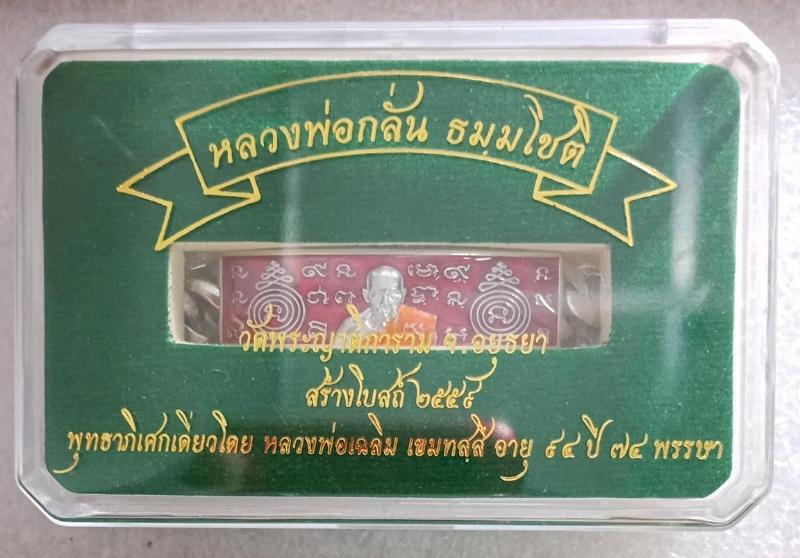 หลวงพ่อกลั่น ธมฺมโชติ
วัดพระญาติการาม จ.อยุธยา
สร้างโบสถ์ ๒๕๕๙
พุทธาภิเศกเดี่ยวโดย หลวงพ่อเฉลิม เขมทสฺสี อายุ ๙๔ ปี ๗๔ พรรษา